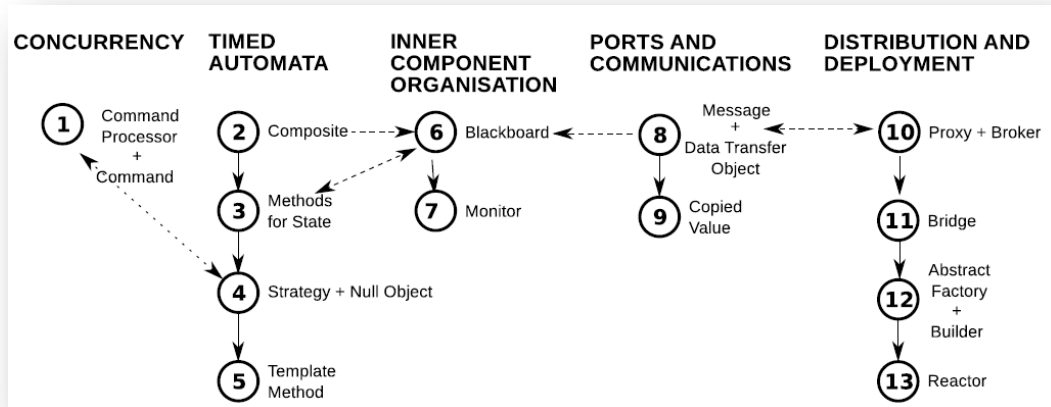 CONCURRENCY
TIMED
AUTOMATA
INNER
COMPONENT
ORGANISATION
PORTS AND
COMMUNICATIONS
DISTRIBUTION AND
DEPLOYMENT
1
Command
Processor
+
Command
2
Composite
3
Methods
for State
4
Strategy + Null Object
5
Template
Method
6
Blackboard
7
Monitor
8
Message
+
Data Transfer
Object
9
Copied
Value
10
Proxy + Broker
11
Bridge
12
Abstract
Factory
+
Builder
13
Reactor